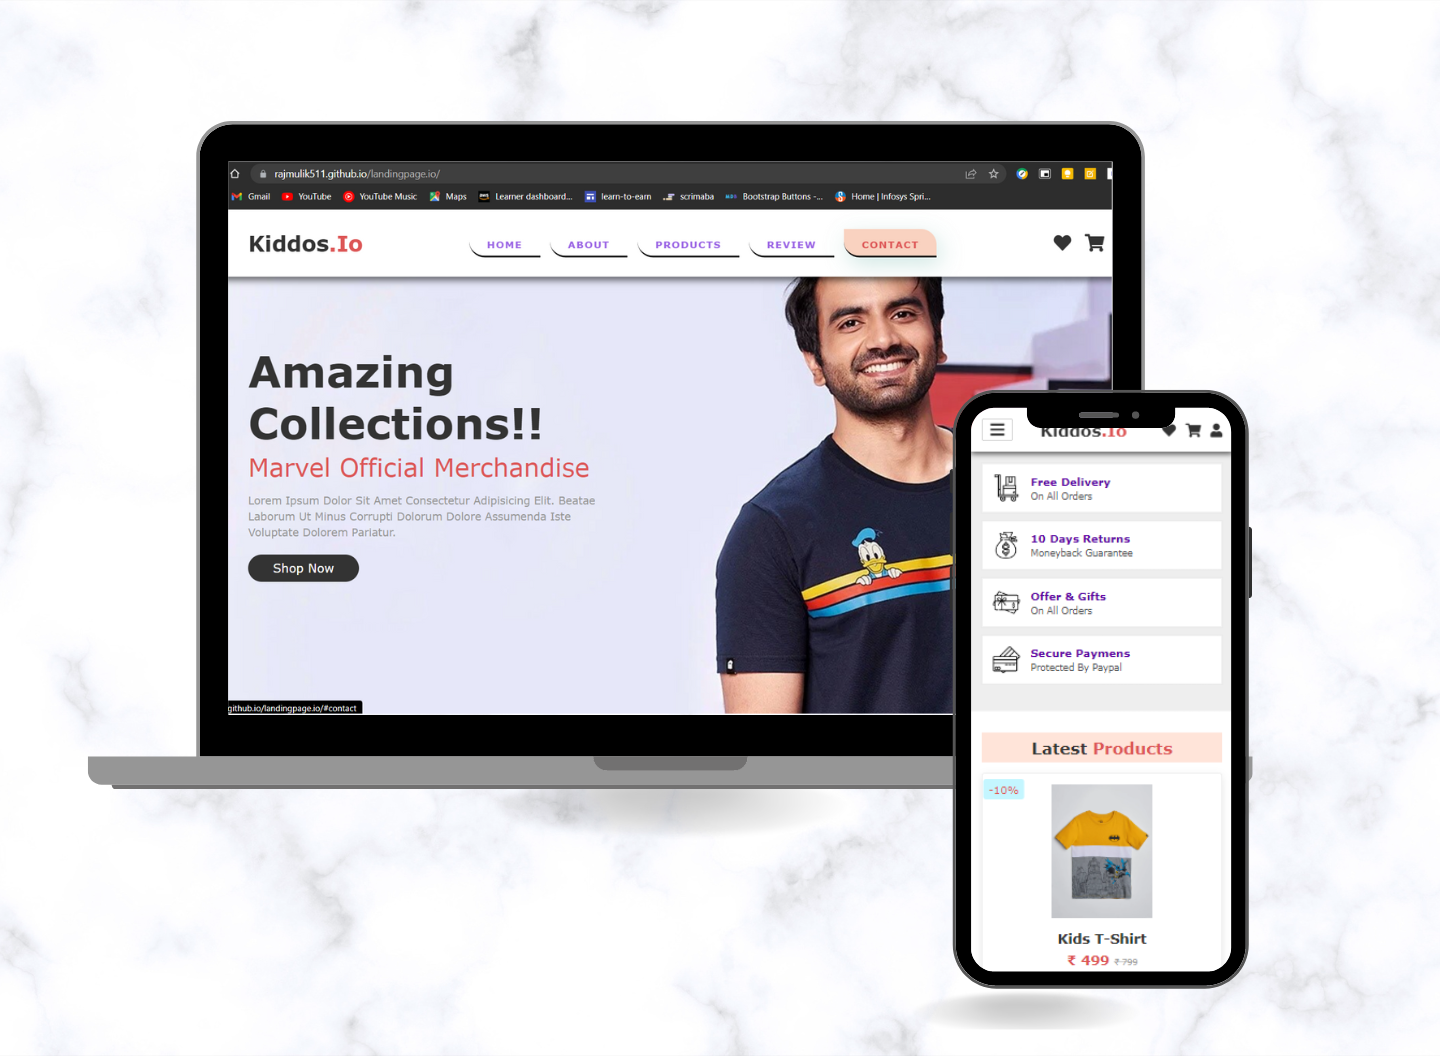 rajmulik511.github.io/landingpage.io/
Gmail YouTube YouTube Music Maps Learner dashboard... learn-to-earn scrimaba Bootstrap Buttons -... Home | Infosys Spri...
Kiddos.Io HOME ABOUT PRODUCTS REVIEW CONTACT
Amazing
Collections!!
Marvel Official Merchandise
Lorem Ipsum Dolor Sit Amet Consectetur Adipisicing Elit. Beatae
Laborum Ut Minus Corrupti Dolorum Dolore Assumenda Iste
Voluptate Dolorem Pariatur.
Shop Now
github.io/landingpage.io/#contact
Kiddos.Io
Free Delivery
On All Orders
10 Days Returns
Moneyback Guarantee
Offer & Gifts
On All Orders
Secure Paymens
Protected By Paypal
Latest Products
-10%
Kids T-Shirt
₹ 499 ₹ 799